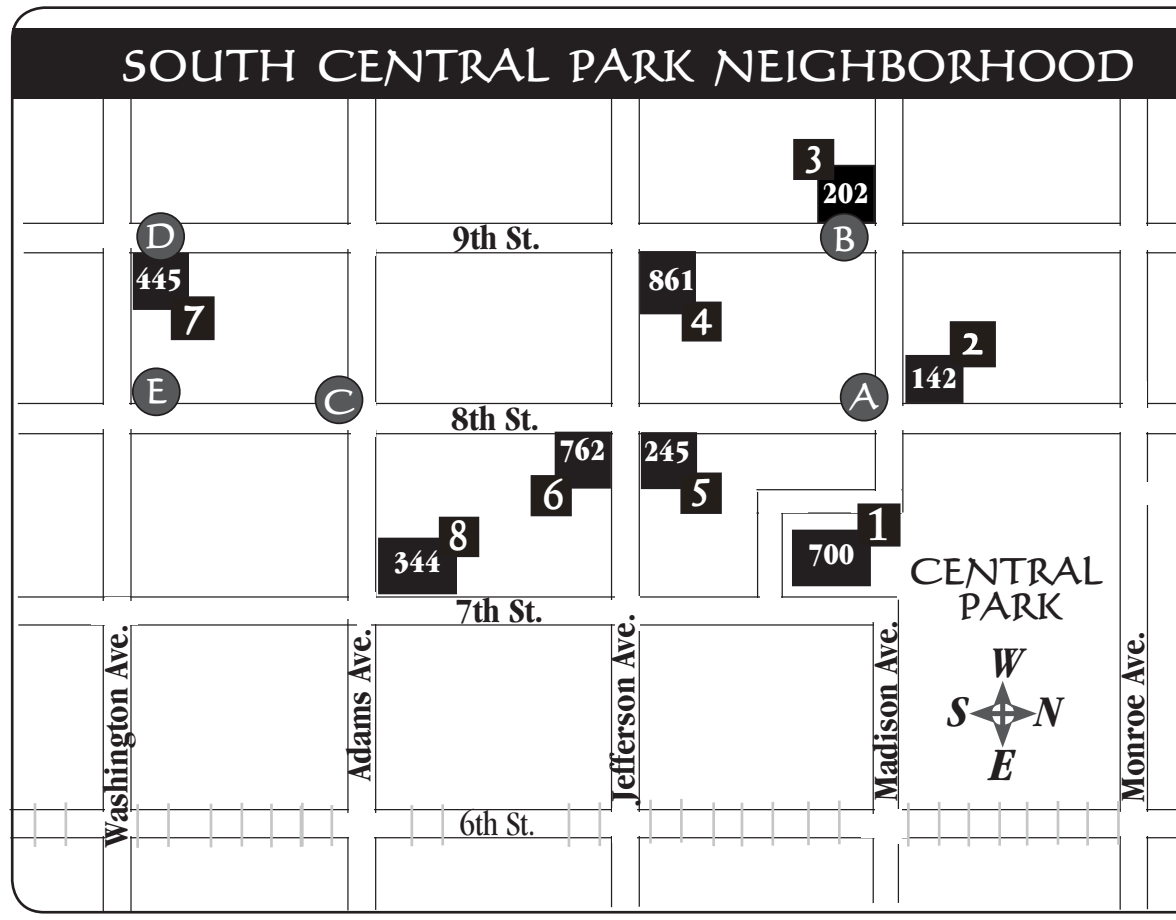 SOUTH CENTRAL PARK NEIGHBORHOOD
3
202
D
9th St.
B
445
7
861
4
2
142
E
C
A
8th St.
762
6
245
5
8
344
1
700
CENTRAL
PARK
7th St.
Washington Ave.
Adams Ave.
Jefferson Ave.
Madison Ave.
Monroe Ave.
W
S
N
E
6th St.